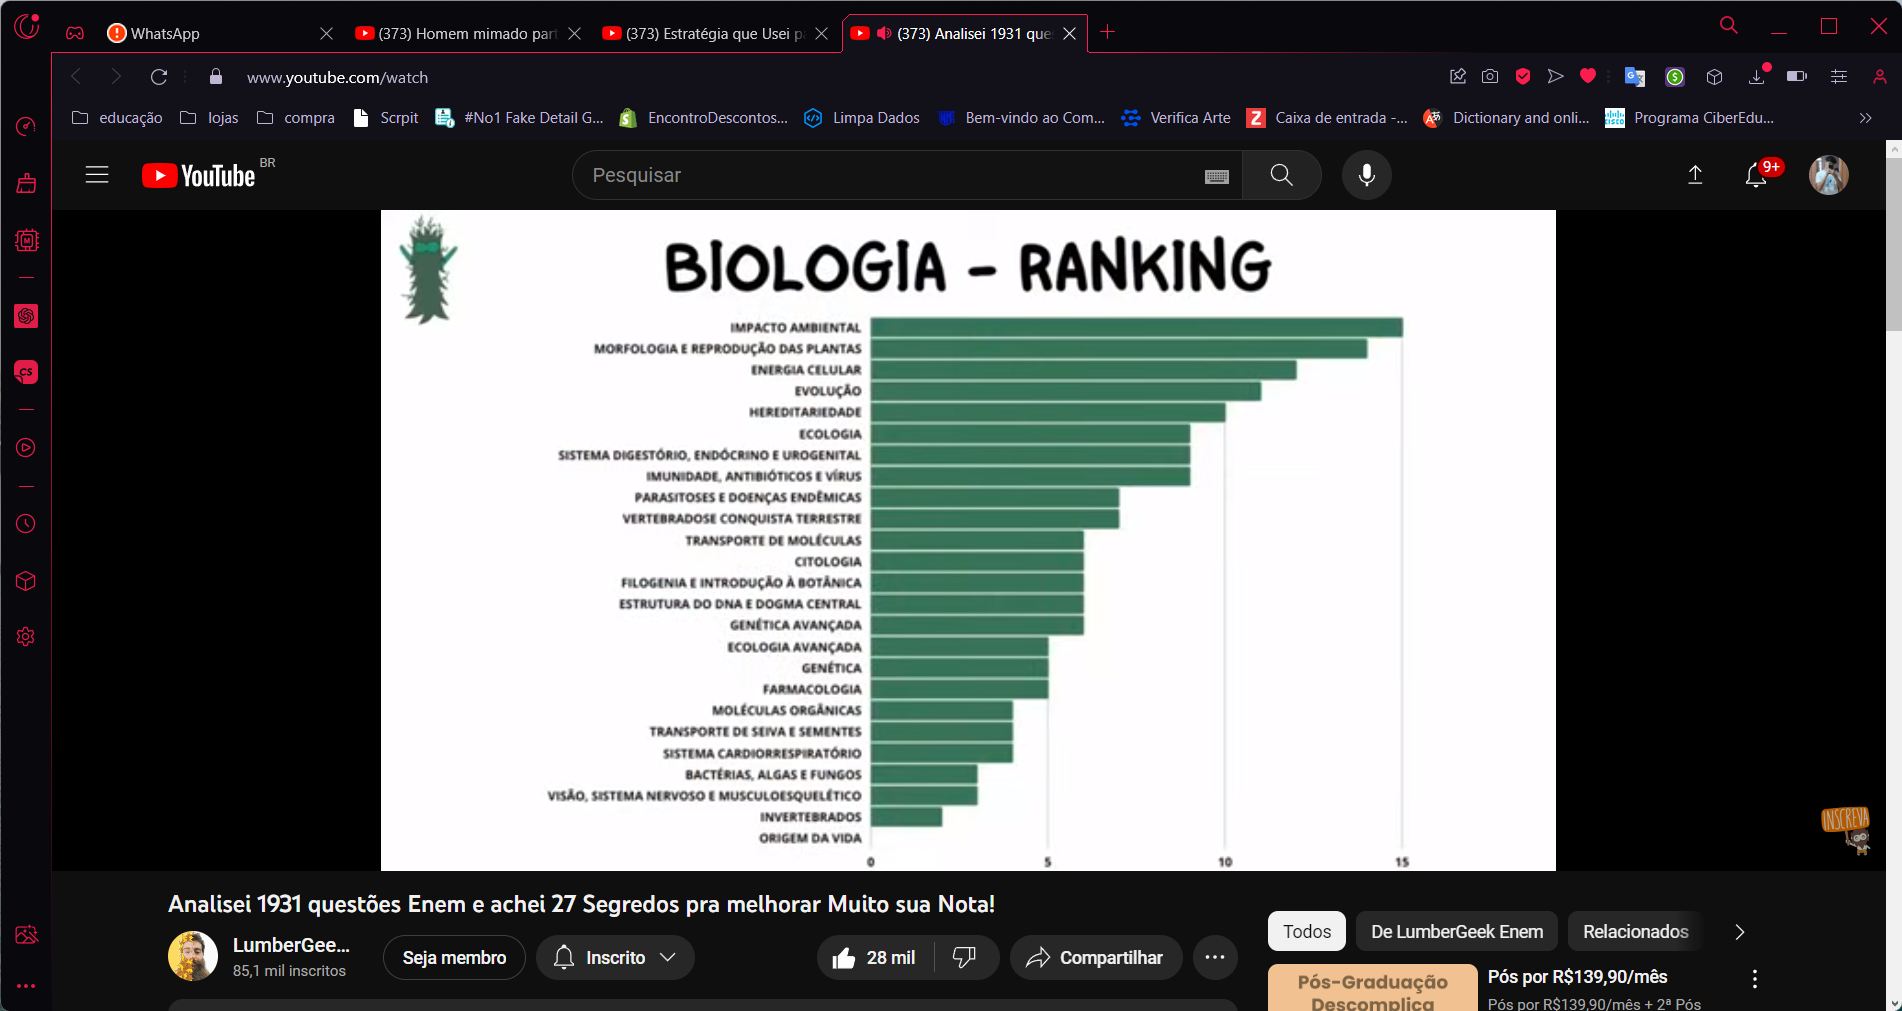 WhatsApp
(373) Homem mimado par
(373) Estratégia que Usei p
(373) Analisei 1931 que
www.youtube.com/watch
educação
lojas
compra
Scrpit
#No1 Fake Detail G...
EncontroDescontos...
Limpa Dados
Bem-vindo ao Com...
Verifica Arte
Caixa de entrada -...
Dictionary and onli...
Programa CiberEdu...
YouTube BR
Pesquisar
9+
BIOLOGIA - RANKING
IMPACTO AMBIENTAL
MORFOLOGIA E REPRODUÇÃO DAS PLANTAS
ENERGIA CELULAR
EVOLUÇÃO
HEREDITARIEDADE
ECOLOGIA
SISTEMA DIGESTÓRIO, ENDÓCRINO E UROGENITAL
IMUNIDADE, ANTIBIÓTICOS E VÍRUS
PARASITOSES E DOENÇAS ENDÊMICAS
VERTEBRADOSE CONQUISTA TERRESTRE
TRANSPORTE DE MOLÉCULAS
CITOLOGIA
FILOGENIA E INTRODUÇÃO À BOTÂNICA
ESTRUTURA DO DNA E DOGMA CENTRAL
GENÉTICA AVANÇADA
ECOLOGIA AVANÇADA
GENÉTICA
FARMACOLOGIA
MOLÉCULAS ORGÂNICAS
TRANSPORTE DE SEIVA E SEMENTES
SISTEMA CARDIORRESPIRATÓRIO
BACTÉRIAS, ALGAS E FUNGOS
VISÃO, SISTEMA NERVOSO E MUSCULOESQUELÉTICO
INVERTEBRADOS
ORIGEM DA VIDA
0 5 10 15
INSCREVA
Analisei 1931 questões Enem e achei 27 Segredos pra melhorar Muito sua Nota!
LumberGee...
85,1 mil inscritos
Seja membro
Inscrito
28 mil
Compartilhar
Todos
De LumberGeek Enem
Relacionados
Pós-Graduação
Descomplica
Pós por R$139,90/mês
Pós por R$139,90/mês + 2ª Pós